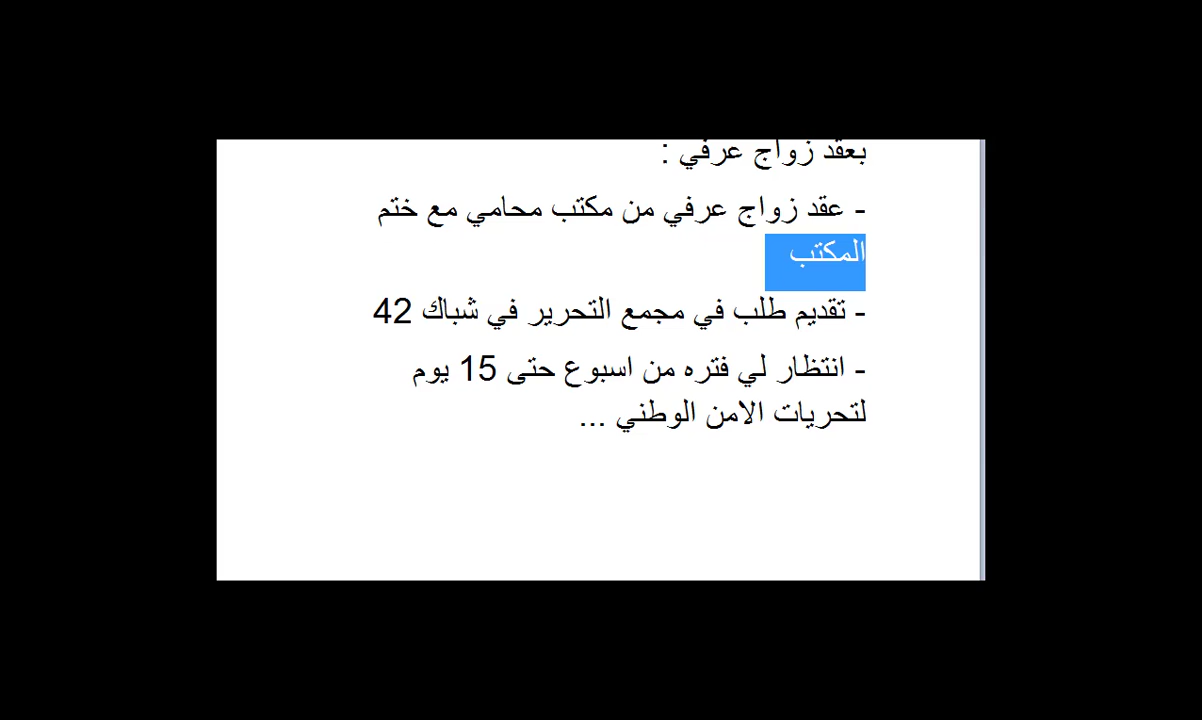 بعقد زواج عرفي :
- عقد زواج عرفي من مكتب محامي مع ختم
المكتب
- تقديم طلب في مجمع التحرير في شباك 42
- انتظار لي فتره من اسبوع حتى 15 يوم
لتحريات الامن الوطني ...